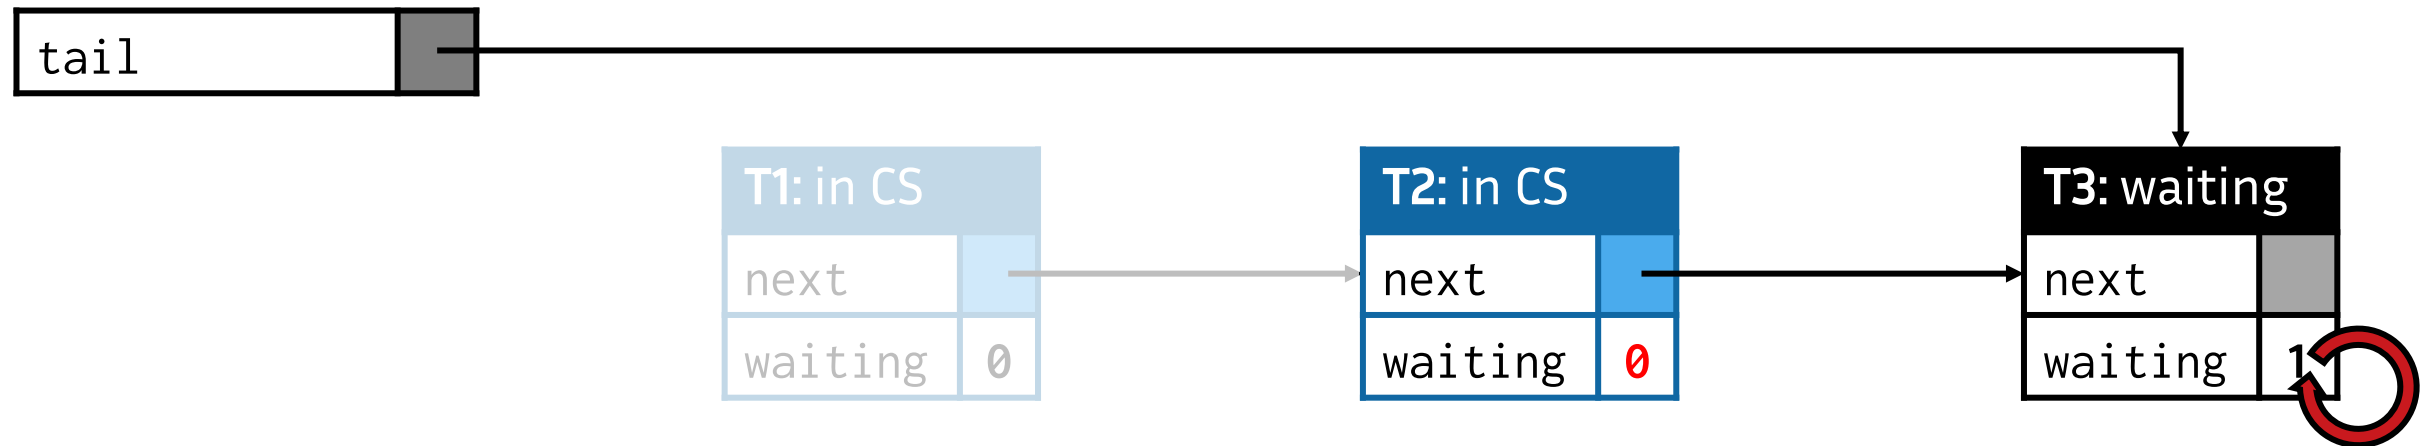 tail
T1: in CS
next
waiting 0
T2: in CS
next
waiting 0
T3: waiting
next
waiting 1